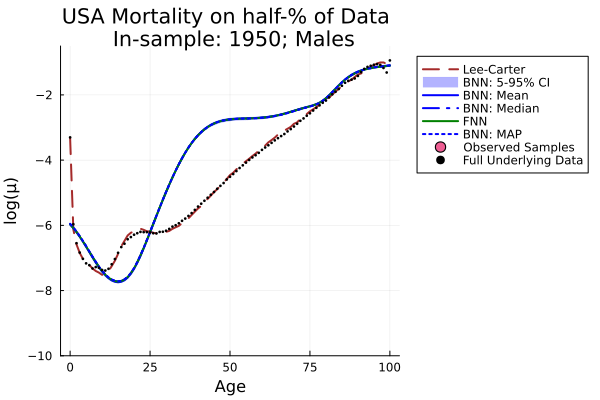 USA Mortality on half-% of Data
In-sample: 1950; Males
log(μ)
−2
−4
−6
−8
−10
0
25
50
75
100
Age
Lee-Carter
BNN: 5-95% CI
BNN: Mean
BNN: Median
FNN
BNN: MAP
Observed Samples
Full Underlying Data